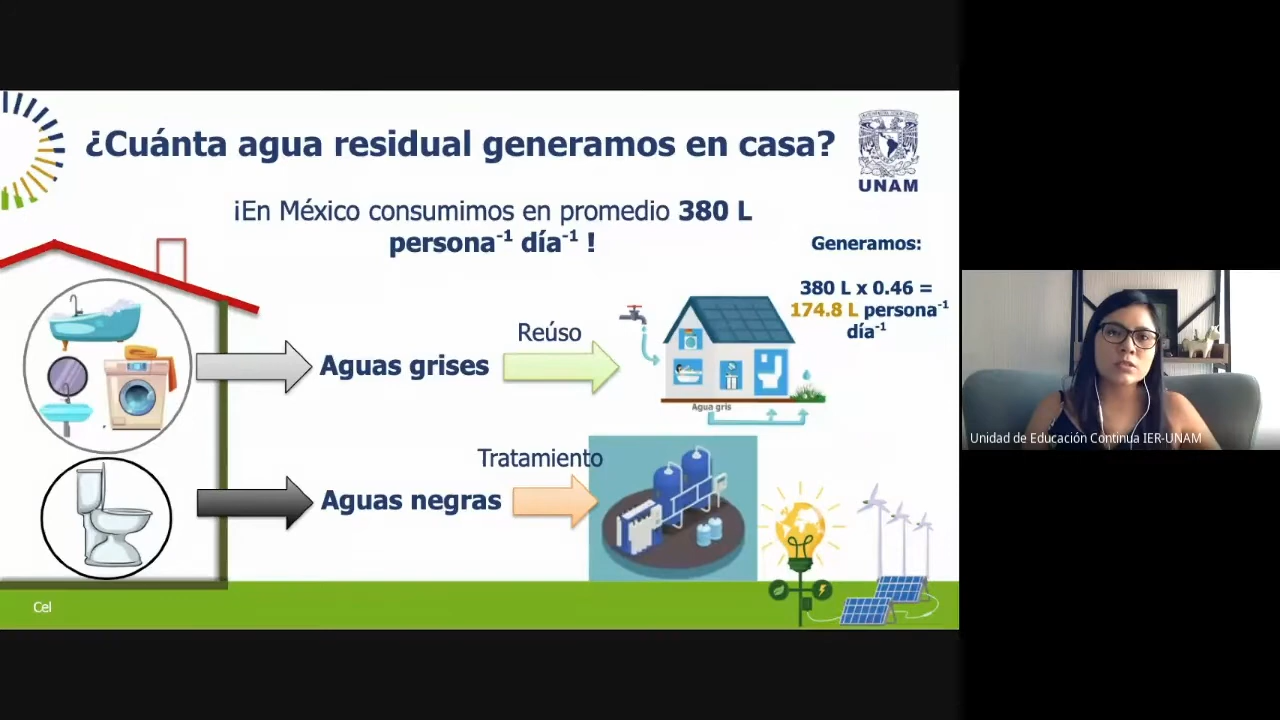 ¿Cuánta agua residual generamos en casa?
UNAM
¡En México consumimos en promedio 380 L
persona⁻¹ día⁻¹ !
Generamos:
380 L x 0.46 =
174.8 L persona⁻¹
día⁻¹
Reúso
Aguas grises
Agua gris
Tratamiento
Aguas negras
Cel
Unidad de Educación Continua IER-UNAM